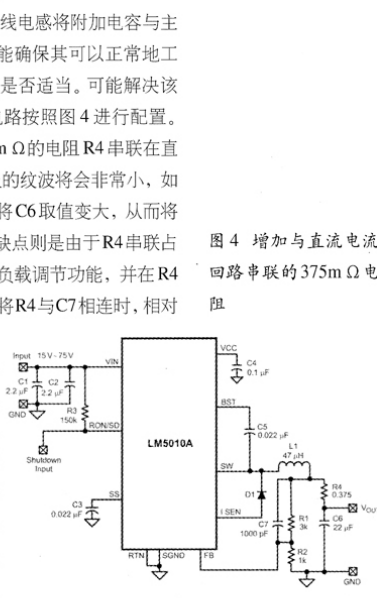 线电感将附加电容与主
能确保其可以正常地工
是否适当。可能解决该
路按照图4进行配置。
mΩ的电阻R4串联在直
的纹波将会非常小，如
将C6取值变大，从而将
缺点则是由于R4串联占
负载调节功能，并在R4
将R4与C7相连时，相对
图4 增加与直流电流
回路串联的375mΩ电
阻
Input 15V-75V
VIN
VCC
C4
0.1 µF
C1
2.2 µF
C2
2.2 µF
GND
R3
150k
RON/SD
Shutdown
Input
BST
C5
0.022 µF
LM5010A
L1
47 µH
SW
SS
C3
0.022 µF
D1
I SEN
R4
0.375
VOUT
C7
1000 pF
R1
3k
C6
22 µF
R2
1k
RTN
SGND
FB
GND